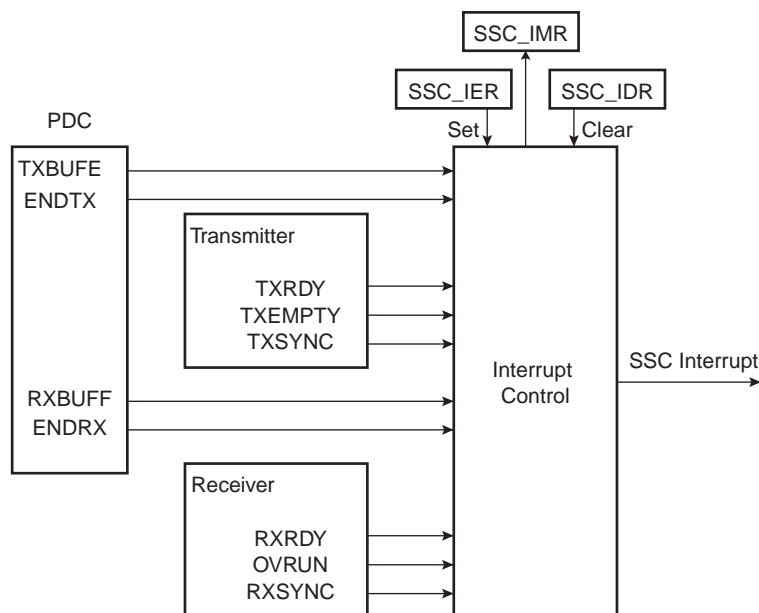 SSC_IMR
SSC_IER
SSC_IDR
PDC
Set
Clear
TXBUFE
ENDTX
Transmitter
TXRDY
TXEMPTY
TXSYNC
RXBUFF
ENDRX
Interrupt
Control
SSC Interrupt
Receiver
RXRDY
OVRUN
RXSYNC